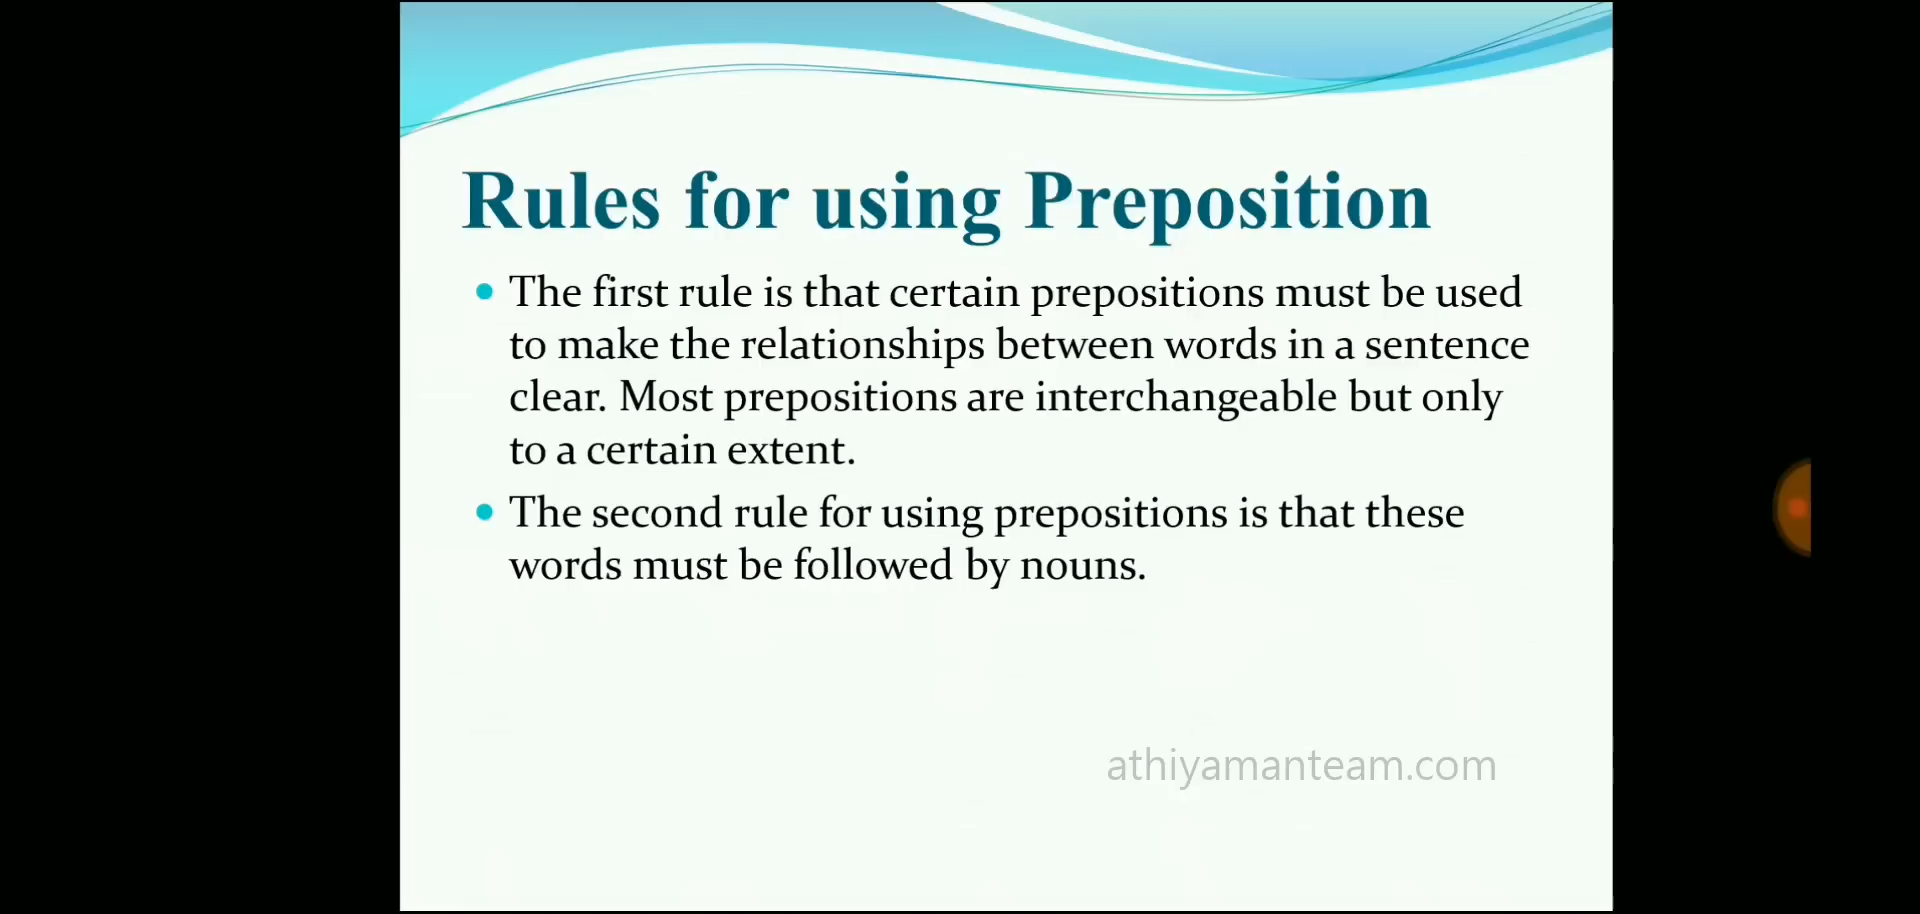 Rules for using Preposition
• The first rule is that certain prepositions must be used
to make the relationships between words in a sentence
clear. Most prepositions are interchangeable but only
to a certain extent.
• The second rule for using prepositions is that these
words must be followed by nouns.
athiyamanteam.com